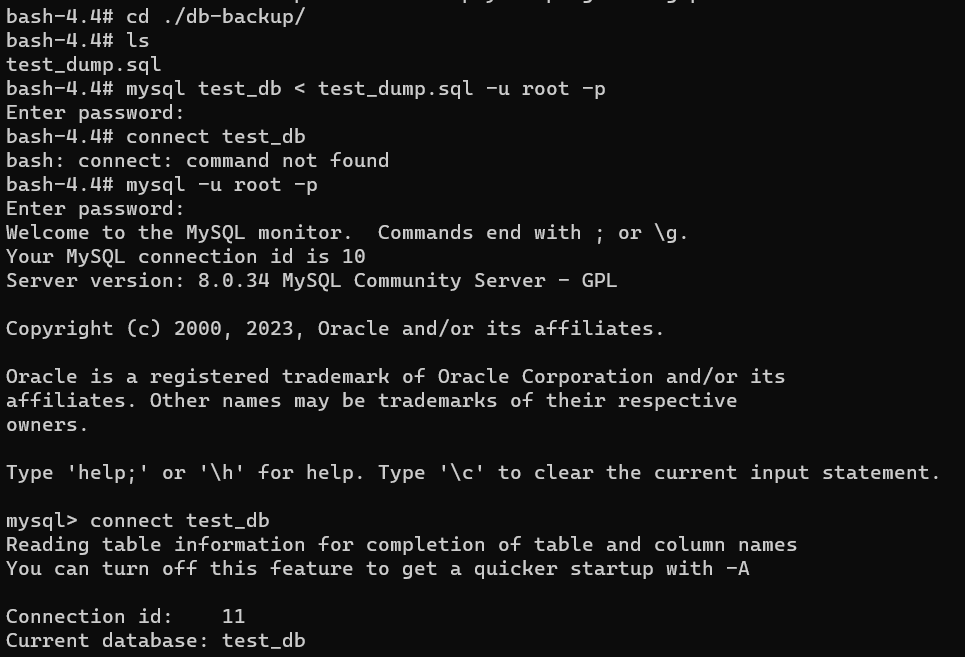 bash-4.4# cd ./db-backup/
bash-4.4# ls
test_dump.sql
bash-4.4# mysql test_db < test_dump.sql -u root -p
Enter password:
bash-4.4# connect test_db
bash: connect: command not found
bash-4.4# mysql -u root -p
Enter password:
Welcome to the MySQL monitor.  Commands end with ; or \g.
Your MySQL connection id is 10
Server version: 8.0.34 MySQL Community Server - GPL

Copyright (c) 2000, 2023, Oracle and/or its affiliates.

Oracle is a registered trademark of Oracle Corporation and/or its
affiliates. Other names may be trademarks of their respective
owners.

Type 'help;' or '\h' for help. Type '\c' to clear the current input statement.

mysql> connect test_db
Reading table information for completion of table and column names
You can turn off this feature to get a quicker startup with -A

Connection id:    11
Current database: test_db